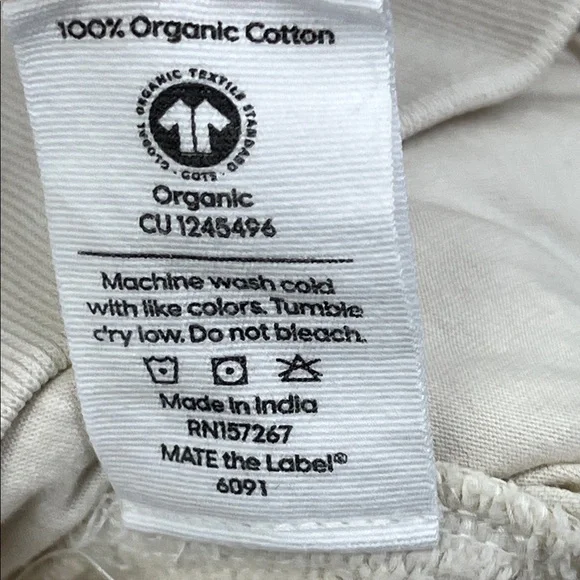 100% Organic Cotton
GLOBAL ORGANIC TEXTILE STANDARD
· GOTS ·
Organic
CU 1245496
Machine wash cold
with like colors. Tumble
dry low. Do not bleach.
Made in India
RN157267
MATE the Label®
6091